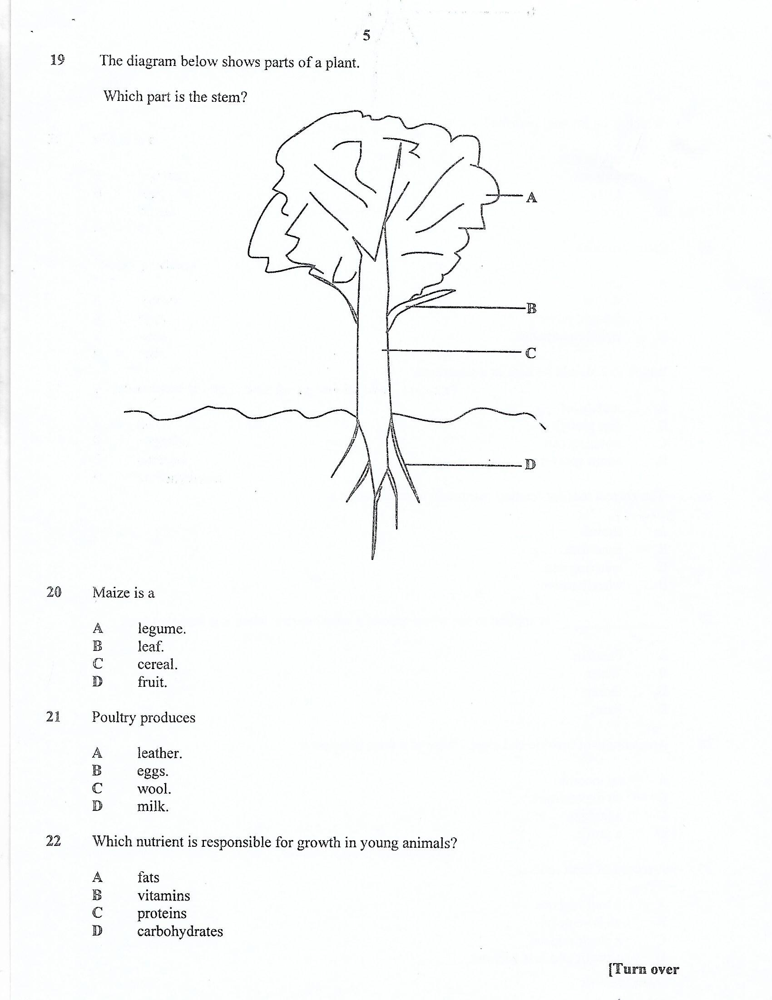 5
19 The diagram below shows parts of a plant.
Which part is the stem?
A
B
C
D
20 Maize is a
A legume.
B leaf.
C cereal.
D fruit.
21 Poultry produces
A leather.
B eggs.
C wool.
D milk.
22 Which nutrient is responsible for growth in young animals?
A fats
B vitamins
C proteins
D carbohydrates
[Turn over